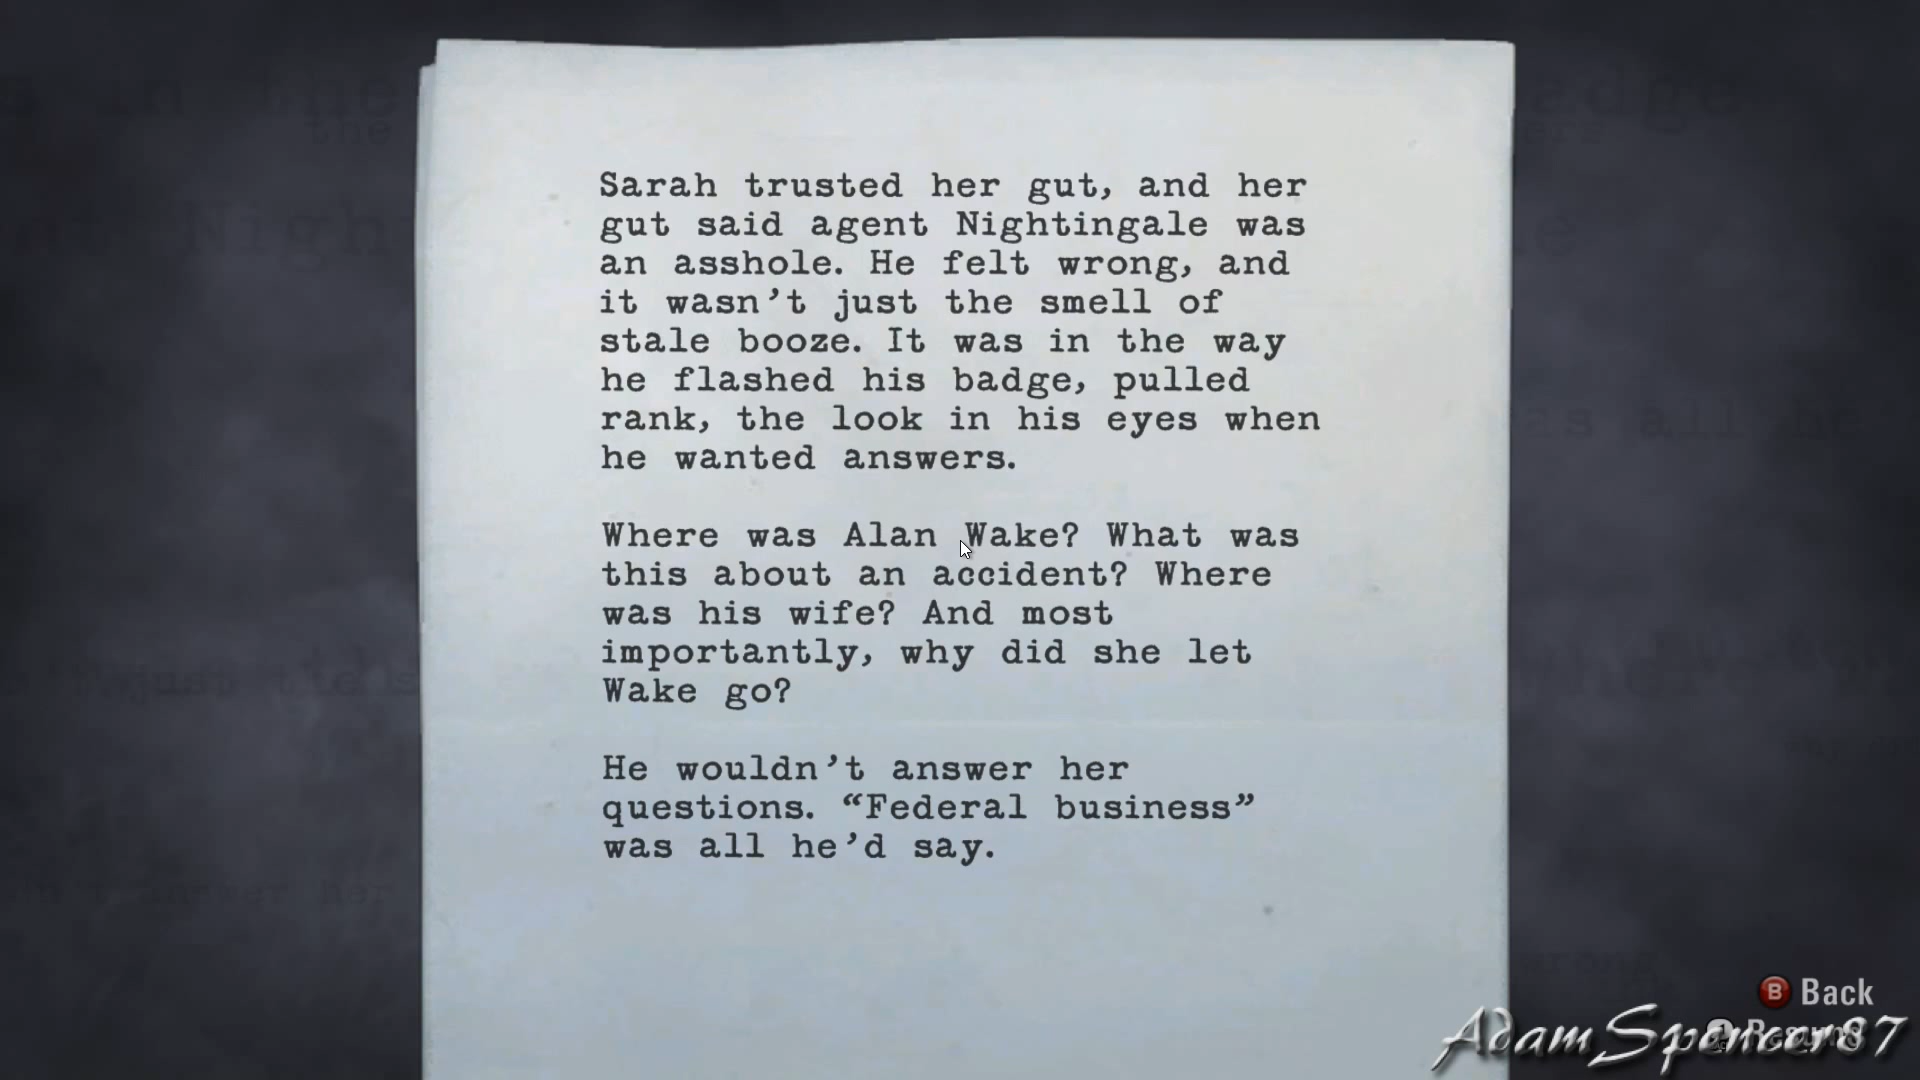 Sarah trusted her gut, and her
gut said agent Nightingale was
an asshole. He felt wrong, and
it wasn’t just the smell of
stale booze. It was in the way
he flashed his badge, pulled
rank, the look in his eyes when
he wanted answers.
Where was Alan Wake? What was
this about an accident? Where
was his wife? And most
importantly, why did she let
Wake go?
He wouldn’t answer her
questions. “Federal business”
was all he’d say.
B Back
Resume
AdamSpencer87